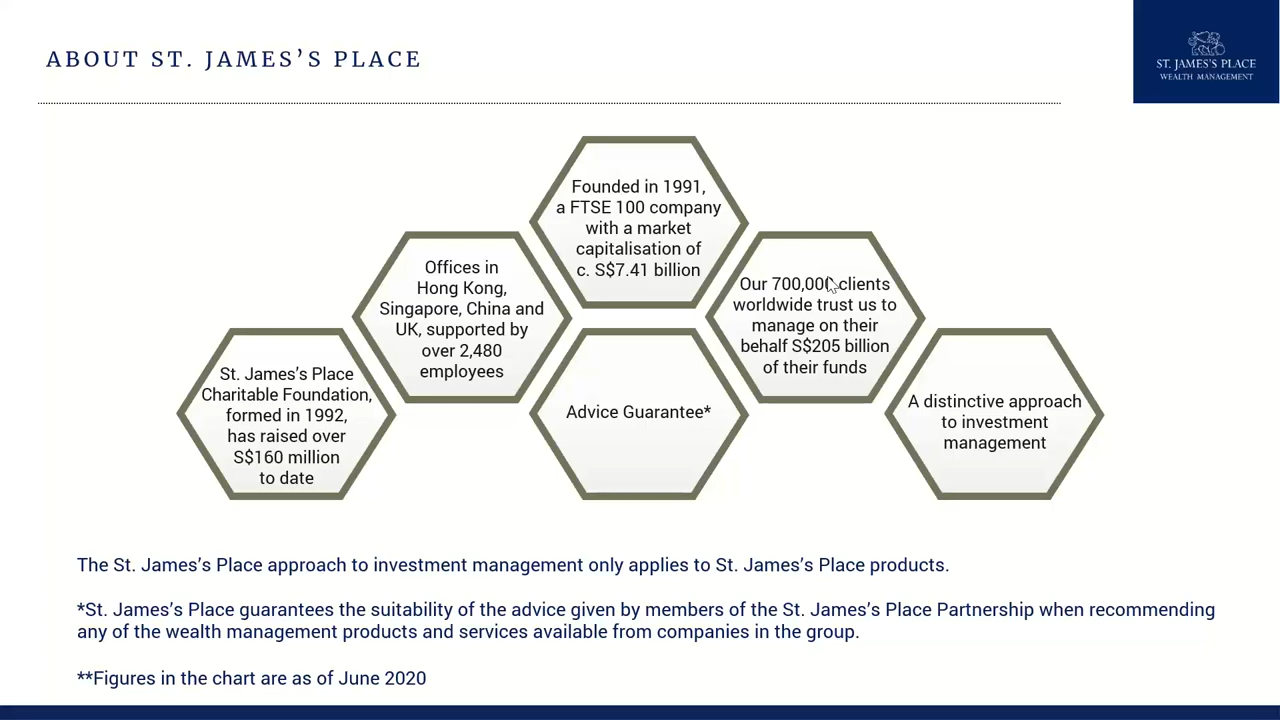 ABOUT ST. JAMES’S PLACE
ST. JAMES’S PLACE
WEALTH MANAGEMENT
Founded in 1991,
a FTSE 100 company
with a market
capitalisation of
c. S$7.41 billion
Offices in
Hong Kong,
Singapore, China and
UK, supported by
over 2,480
employees
Our 700,000 clients
worldwide trust us to
manage on their
behalf S$205 billion
of their funds
St. James’s Place
Charitable Foundation,
formed in 1992,
has raised over
S$160 million
to date
Advice Guarantee*
A distinctive approach
to investment
management
The St. James’s Place approach to investment management only applies to St. James’s Place products.
*St. James’s Place guarantees the suitability of the advice given by members of the St. James’s Place Partnership when recommending
any of the wealth management products and services available from companies in the group.
**Figures in the chart are as of June 2020